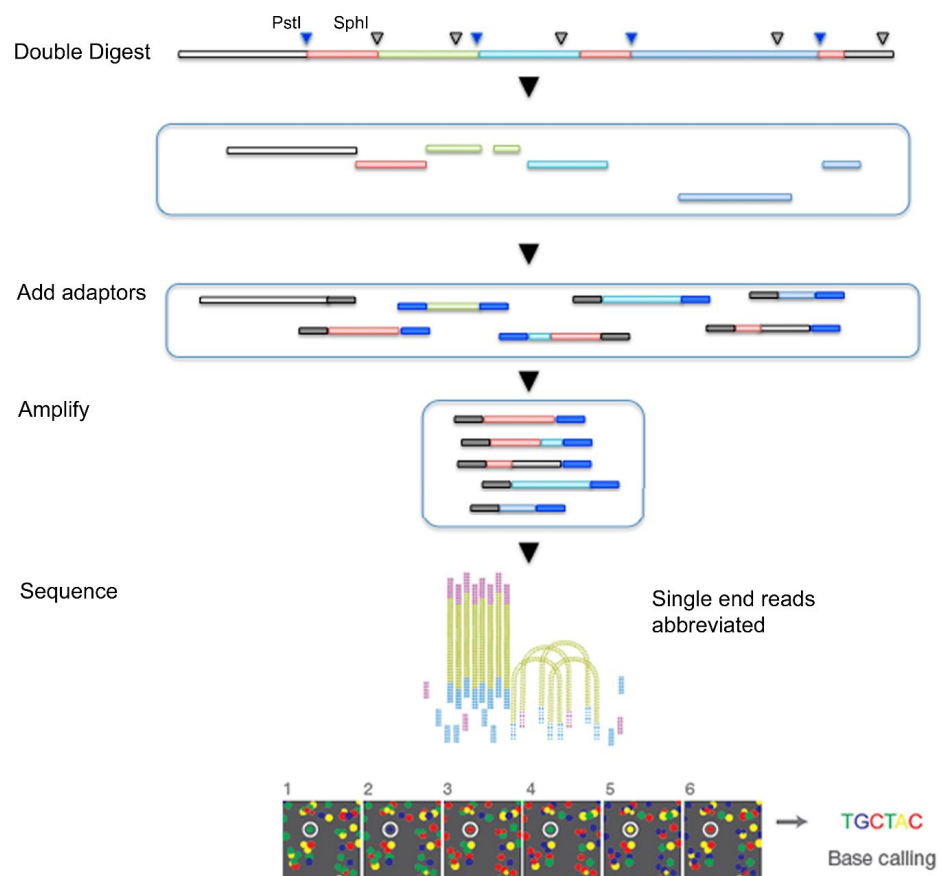 PstI
SphI
Double Digest
Add adaptors
Amplify
Sequence
Single end reads
abbreviated
1 2 3 4 5 6
TGCTAC
Base calling